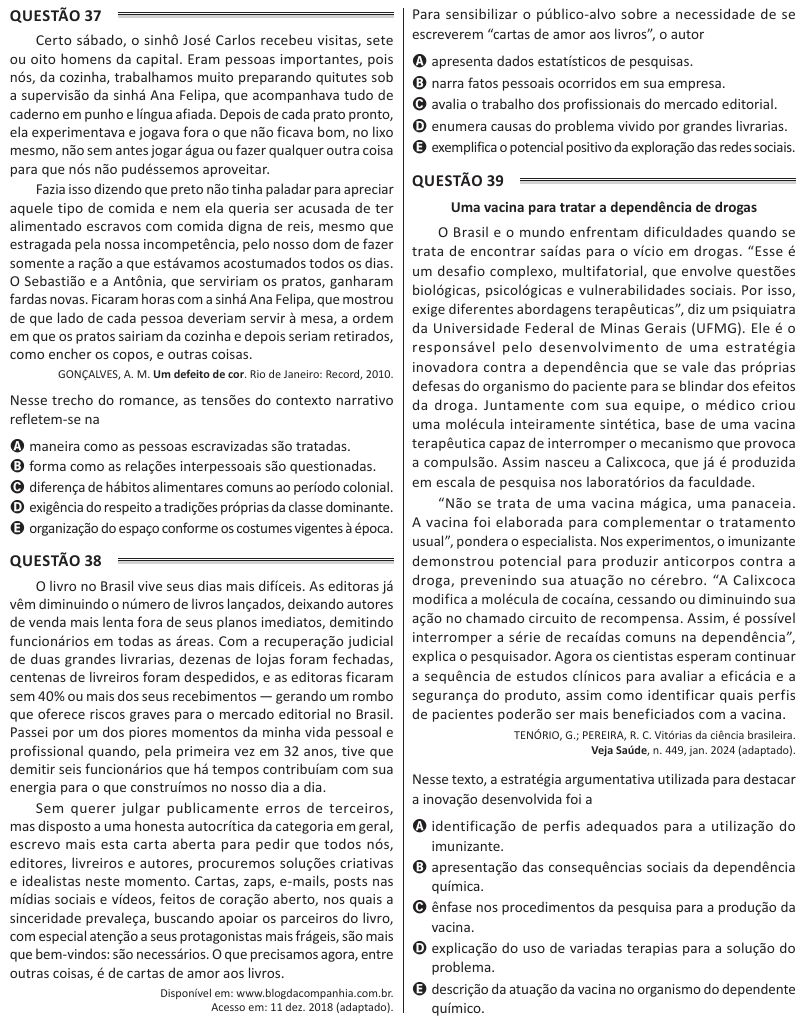 QUESTÃO 37
Certo sábado, o sinhô José Carlos recebeu visitas, sete
ou oito homens da capital. Eram pessoas importantes, pois
nós, da cozinha, trabalhamos muito preparando quitutes sob
a supervisão da sinhá Ana Felipa, que acompanhava tudo de
caderno em punho e língua afiada. Depois de cada prato pronto,
ela experimentava e jogava fora o que não ficava bom, no lixo
mesmo, não sem antes jogar água ou fazer qualquer outra coisa
para que nós não pudéssemos aproveitar.
Fazia isso dizendo que preto não tinha paladar para apreciar
aquele tipo de comida e nem ela queria ser acusada de ter
alimentado escravos com comida digna de reis, mesmo que
estragada pela nossa incompetência, pelo nosso dom de fazer
somente a ração a que estávamos acostumados todos os dias.
O Sebastião e a Antônia, que serviriam os pratos, ganharam
fardas novas. Ficaram horas com a sinhá Ana Felipa, que mostrou
de que lado de cada pessoa deveriam servir à mesa, a ordem
em que os pratos sairiam da cozinha e depois seriam retirados,
como encher os copos, e outras coisas.
GONÇALVES, A. M. Um defeito de cor. Rio de Janeiro: Record, 2010.
Nesse trecho do romance, as tensões do contexto narrativo
refletem-se na
A maneira como as pessoas escravizadas são tratadas.
B forma como as relações interpessoais são questionadas.
C diferença de hábitos alimentares comuns ao período colonial.
D exigência do respeito a tradições próprias da classe dominante.
E organização do espaço conforme os costumes vigentes à época.
QUESTÃO 38
O livro no Brasil vive seus dias mais difíceis. As editoras já
vêm diminuindo o número de livros lançados, deixando autores
de venda mais lenta fora de seus planos imediatos, demitindo
funcionários em todas as áreas. Com a recuperação judicial
de duas grandes livrarias, dezenas de lojas foram fechadas,
centenas de livreiros foram despedidos, e as editoras ficaram
sem 40% ou mais dos seus recebimentos — gerando um rombo
que oferece riscos graves para o mercado editorial no Brasil.
Passei por um dos piores momentos da minha vida pessoal e
profissional quando, pela primeira vez em 32 anos, tive que
demitir seis funcionários que há tempos contribuíam com sua
energia para o que construímos no nosso dia a dia.
Sem querer julgar publicamente erros de terceiros,
mas disposto a uma honesta autocrítica da categoria em geral,
escrevo mais esta carta aberta para pedir que todos nós,
editores, livreiros e autores, procuremos soluções criativas
e idealistas neste momento. Cartas, zaps, e-mails, posts nas
mídias sociais e vídeos, feitos de coração aberto, nos quais a
sinceridade prevaleça, buscando apoiar os parceiros do livro,
com especial atenção a seus protagonistas mais frágeis, são mais
que bem-vindos: são necessários. O que precisamos agora, entre
outras coisas, é de cartas de amor aos livros.
Disponível em: www.blogdacompanhia.com.br.
Acesso em: 11 dez. 2018 (adaptado).
Para sensibilizar o público-alvo sobre a necessidade de se
escreverem “cartas de amor aos livros”, o autor
A apresenta dados estatísticos de pesquisas.
B narra fatos pessoais ocorridos em sua empresa.
C avalia o trabalho dos profissionais do mercado editorial.
D enumera causas do problema vivido por grandes livrarias.
E exemplifica o potencial positivo da exploração das redes sociais.
QUESTÃO 39
Uma vacina para tratar a dependência de drogas
O Brasil e o mundo enfrentam dificuldades quando se
trata de encontrar saídas para o vício em drogas. “Esse é
um desafio complexo, multifatorial, que envolve questões
biológicas, psicológicas e vulnerabilidades sociais. Por isso,
exige diferentes abordagens terapêuticas”, diz um psiquiatra
da Universidade Federal de Minas Gerais (UFMG). Ele é o
responsável pelo desenvolvimento de uma estratégia
inovadora contra a dependência que se vale das próprias
defesas do organismo do paciente para se blindar dos efeitos
da droga. Juntamente com sua equipe, o médico criou
uma molécula inteiramente sintética, base de uma vacina
terapêutica capaz de interromper o mecanismo que provoca
a compulsão. Assim nasceu a Calixcoca, que já é produzida
em escala de pesquisa nos laboratórios da faculdade.
“Não se trata de uma vacina mágica, uma panaceia.
A vacina foi elaborada para complementar o tratamento
usual”, pondera o especialista. Nos experimentos, o imunizante
demonstrou potencial para produzir anticorpos contra a
droga, prevenindo sua atuação no cérebro. “A Calixcoca
modifica a molécula de cocaína, cessando ou diminuindo sua
ação no chamado circuito de recompensa. Assim, é possível
interromper a série de recaídas comuns na dependência”,
explica o pesquisador. Agora os cientistas esperam continuar
a sequência de estudos clínicos para avaliar a eficácia e a
segurança do produto, assim como identificar quais perfis
de pacientes poderão ser mais beneficiados com a vacina.
TENÓRIO, G.; PEREIRA, R. C. Vitórias da ciência brasileira.
Veja Saúde, n. 449, jan. 2024 (adaptado).
Nesse texto, a estratégia argumentativa utilizada para destacar
a inovação desenvolvida foi a
A identificação de perfis adequados para a utilização do
imunizante.
B apresentação das consequências sociais da dependência
química.
C ênfase nos procedimentos da pesquisa para a produção da
vacina.
D explicação do uso de variadas terapias para a solução do
problema.
E descrição da atuação da vacina no organismo do dependente
químico.